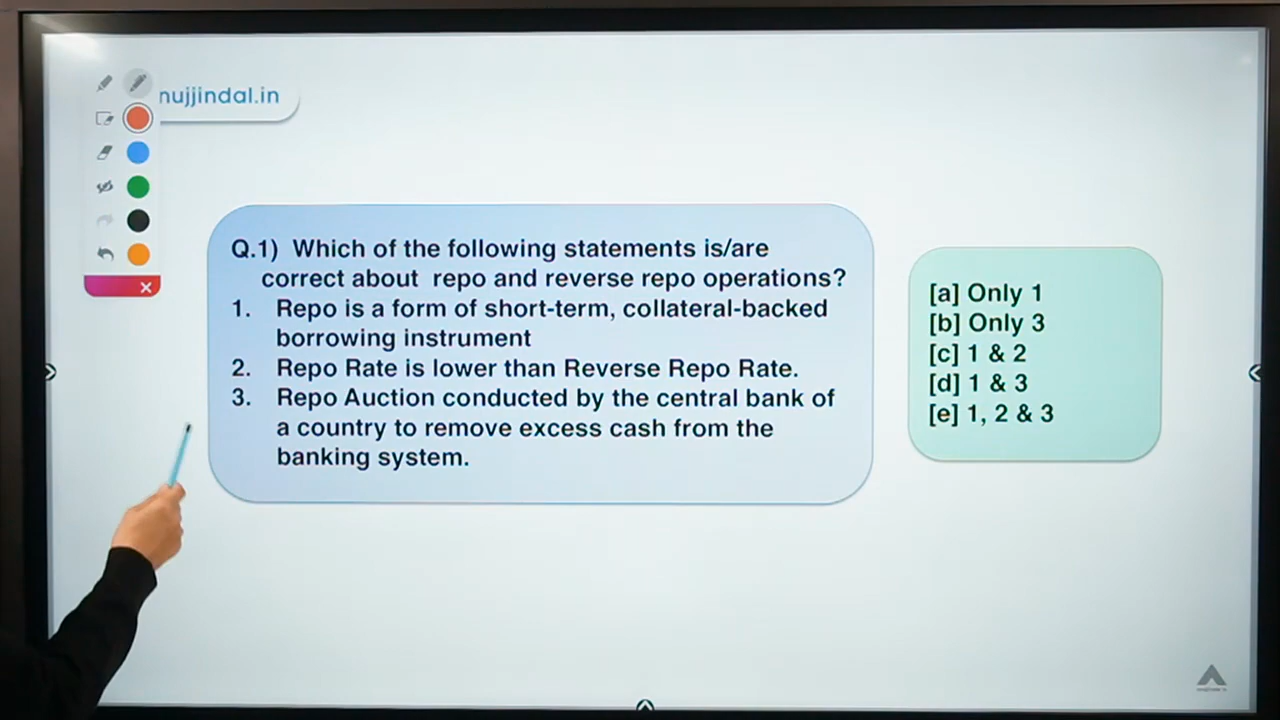 nujjindal.in
Q.1) Which of the following statements is/are
correct about repo and reverse repo operations?
1. Repo is a form of short-term, collateral-backed
borrowing instrument
2. Repo Rate is lower than Reverse Repo Rate.
3. Repo Auction conducted by the central bank of
a country to remove excess cash from the
banking system.
[a] Only 1
[b] Only 3
[c] 1 & 2
[d] 1 & 3
[e] 1, 2 & 3